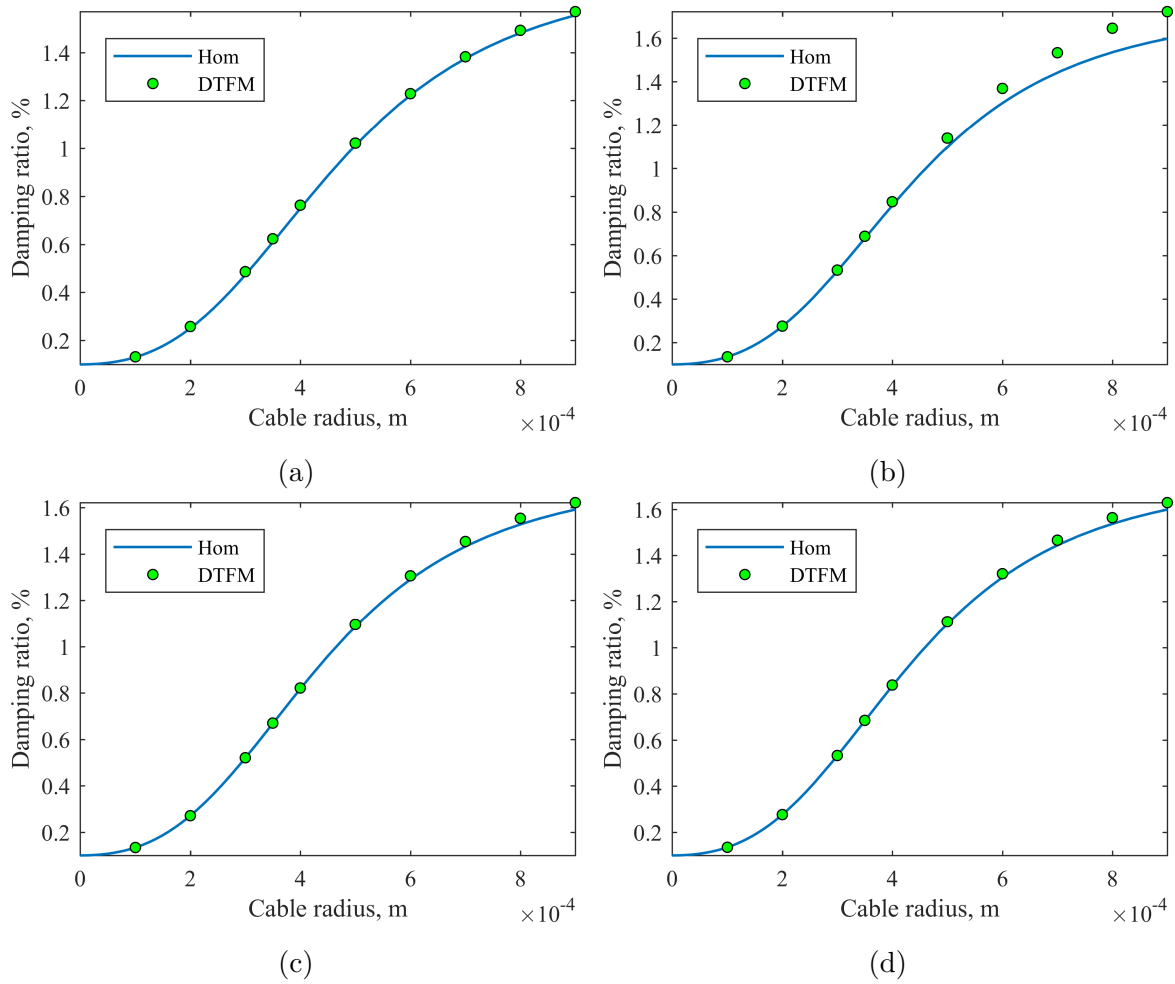 Hom
DTFM
Damping ratio, %
1.4
1.2
1
0.8
0.6
0.4
0.2
0 2 4 6 8
Cable radius, m
×10-4
(a)
Hom
DTFM
Damping ratio, %
1.6
1.4
1.2
1
0.8
0.6
0.4
0.2
0 2 4 6 8
Cable radius, m
×10-4
(b)
Hom
DTFM
Damping ratio, %
1.6
1.4
1.2
1
0.8
0.6
0.4
0.2
0 2 4 6 8
Cable radius, m
×10-4
(c)
Hom
DTFM
Damping ratio, %
1.6
1.4
1.2
1
0.8
0.6
0.4
0.2
0 2 4 6 8
Cable radius, m
×10-4
(d)